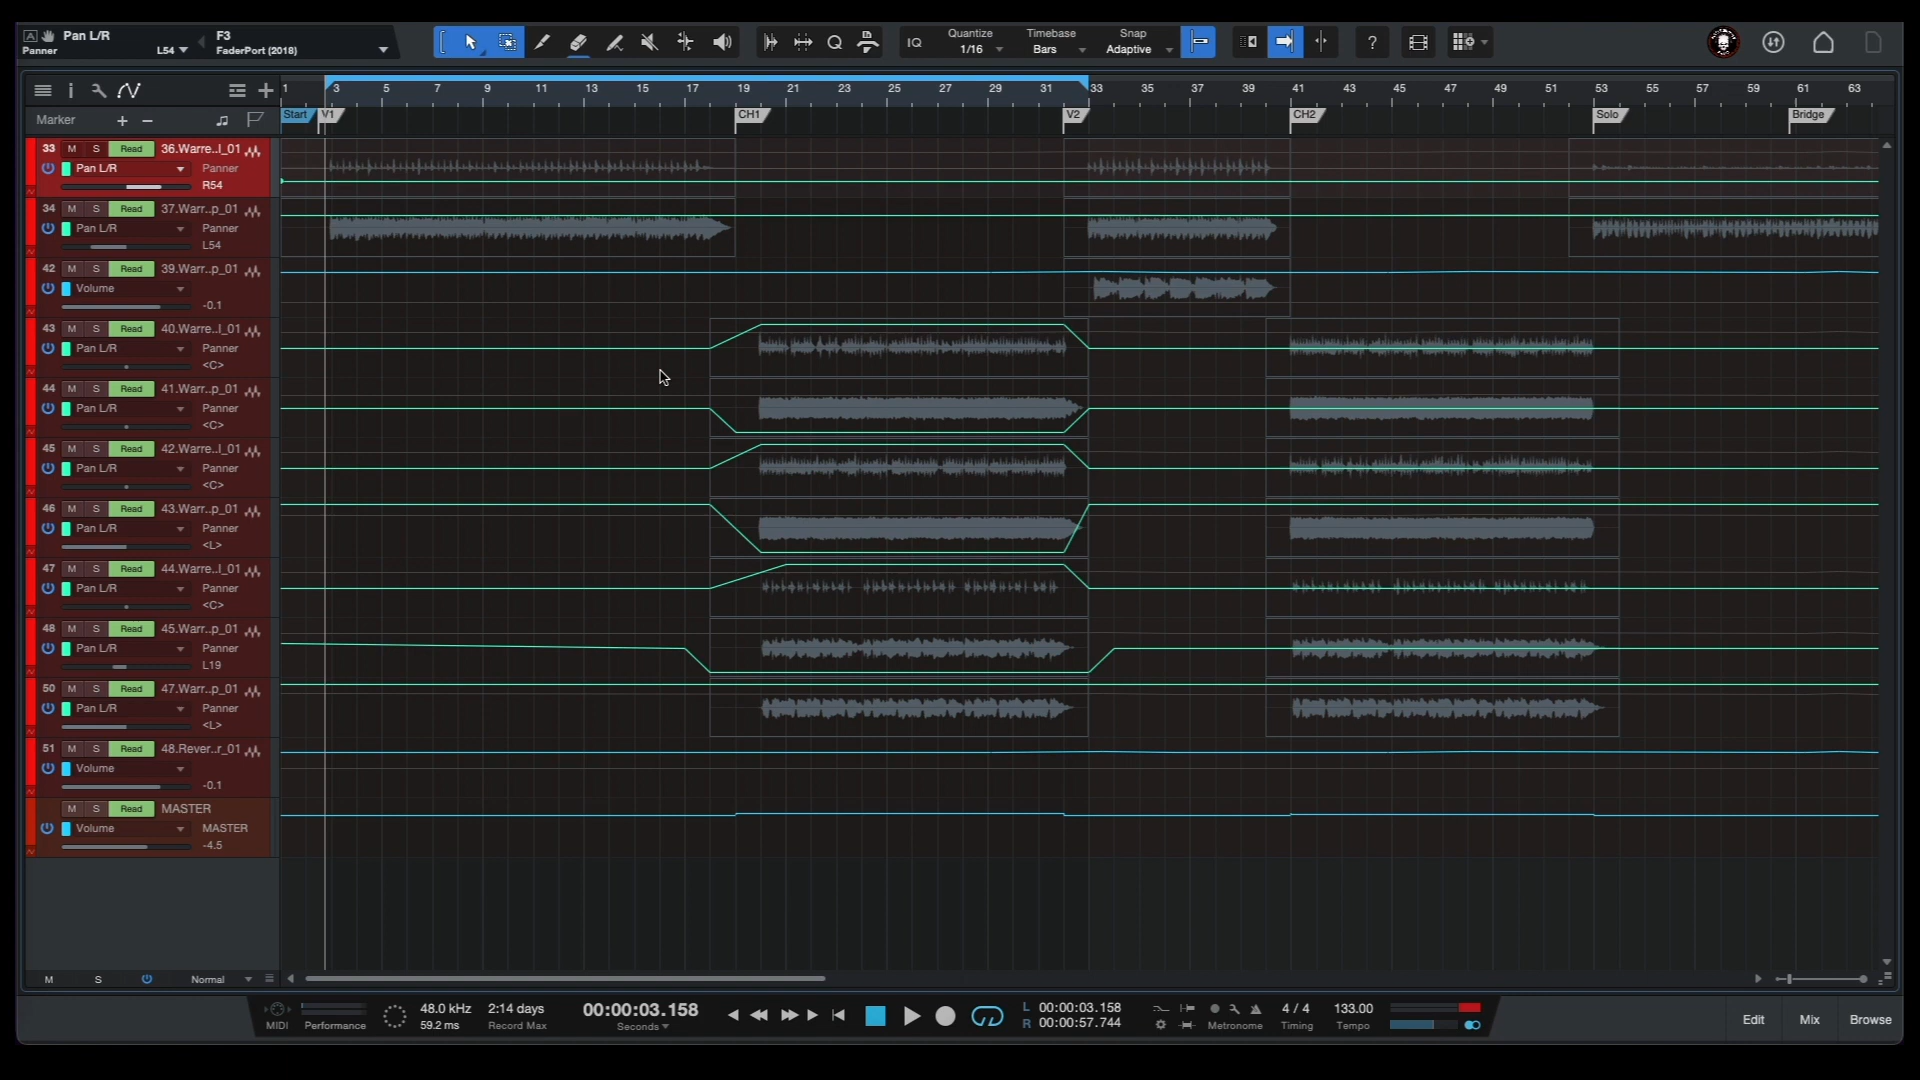 A Pan L/R
Panner L54
F3
FaderPort (2018)
IQ
Quantize
1/16
Timebase
Bars
Snap
Adaptive
?
1 3 5 7 9 11 13 15 17 19 21 23 25 27 29 31 33 35 37 39 41 43 45 47 49 51 53 55 57 59 61 63
Marker + −
Start V1 CH1 V2 CH2 Solo Bridge
33 M S Read 36.Warre..l_01
Pan L/R Panner
R54
34 M S Read 37.Warr..p_01
Pan L/R Panner
L54
42 M S Read 39.Warr..p_01
Volume
-0.1
43 M S Read 40.Warre..l_01
Pan L/R Panner
<C>
44 M S Read 41.Warr..p_01
Pan L/R Panner
<C>
45 M S Read 42.Warre..l_01
Pan L/R Panner
<C>
46 M S Read 43.Warr..p_01
Pan L/R Panner
<L>
47 M S Read 44.Warre..l_01
Pan L/R Panner
<C>
48 M S Read 45.Warr..p_01
Pan L/R Panner
L19
50 M S Read 47.Warr..p_01
Pan L/R Panner
<L>
51 M S Read 48.Rever..r_01
Volume
-0.1
M S Read MASTER
Volume MASTER
-4.5
M S Normal
MIDI
Performance
48.0 kHz
59.2 ms
2:14 days
Record Max
00:00:03.158
Seconds
L 00:00:03.158
R 00:00:57.744
Metronome
4 / 4
Timing
133.00
Tempo
Edit Mix Browse